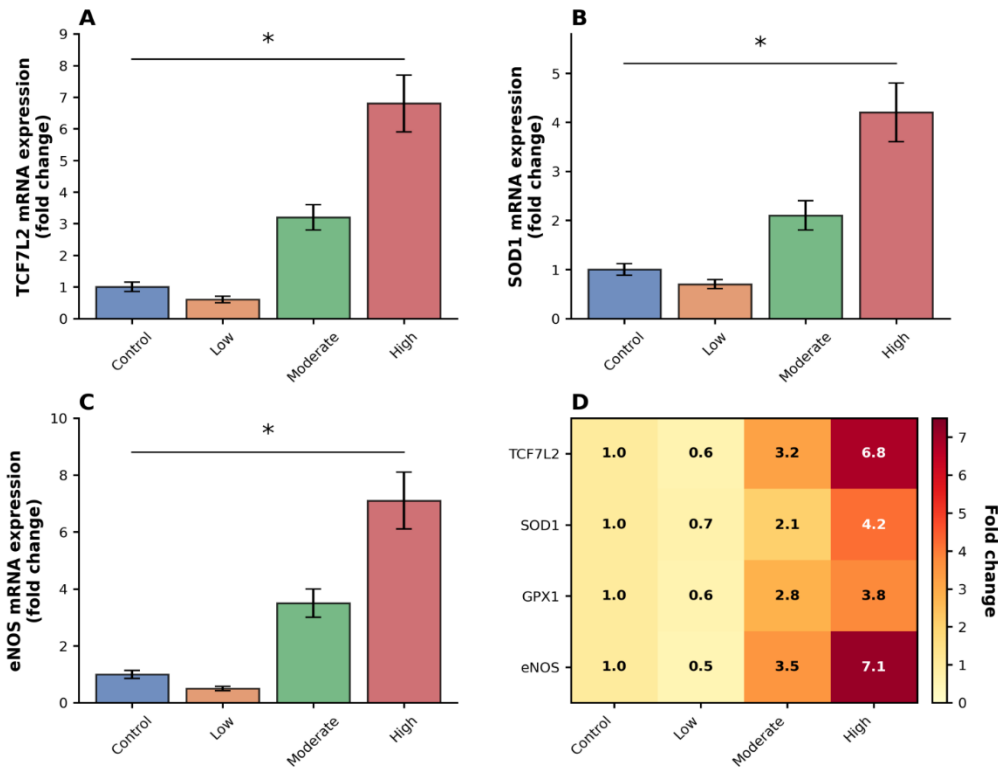 A
TCF7L2 mRNA expression
(fold change)
9
8
7
6
5
4
3
2
1
0
*
Control
Low
Moderate
High
B
SOD1 mRNA expression
(fold change)
5
4
3
2
1
0
*
Control
Low
Moderate
High
C
eNOS mRNA expression
(fold change)
10
8
6
4
2
0
*
Control
Low
Moderate
High
D
TCF7L2 1.0 0.6 3.2 6.8
SOD1 1.0 0.7 2.1 4.2
GPX1 1.0 0.6 2.8 3.8
eNOS 1.0 0.5 3.5 7.1
Control
Low
Moderate
High
7
6
5
4
3
2
1
0
Fold change